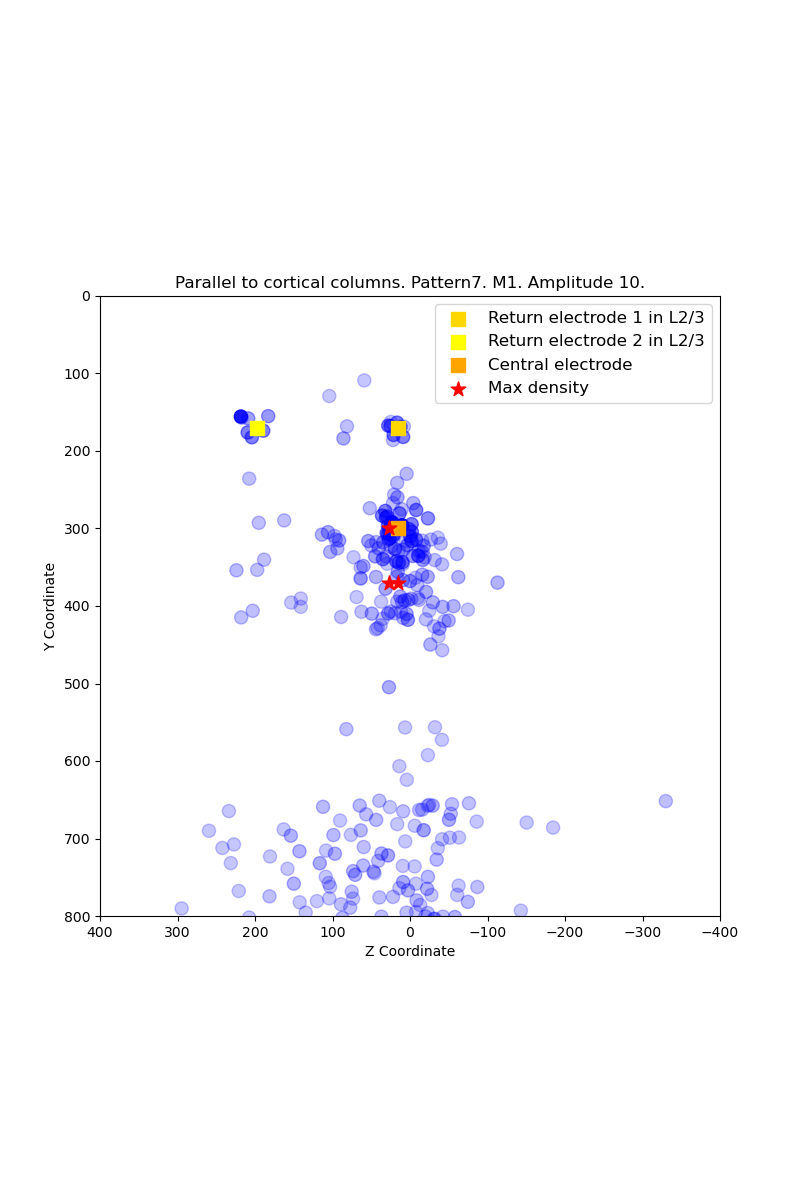 Parallel to cortical columns. Pattern7. M1. Amplitude 10.
Return electrode 1 in L2/3
Return electrode 2 in L2/3
Central electrode
Max density
Y Coordinate
0
100
200
300
400
500
600
700
800
400 300 200 100 0 −100 −200 −300 −400
Z Coordinate